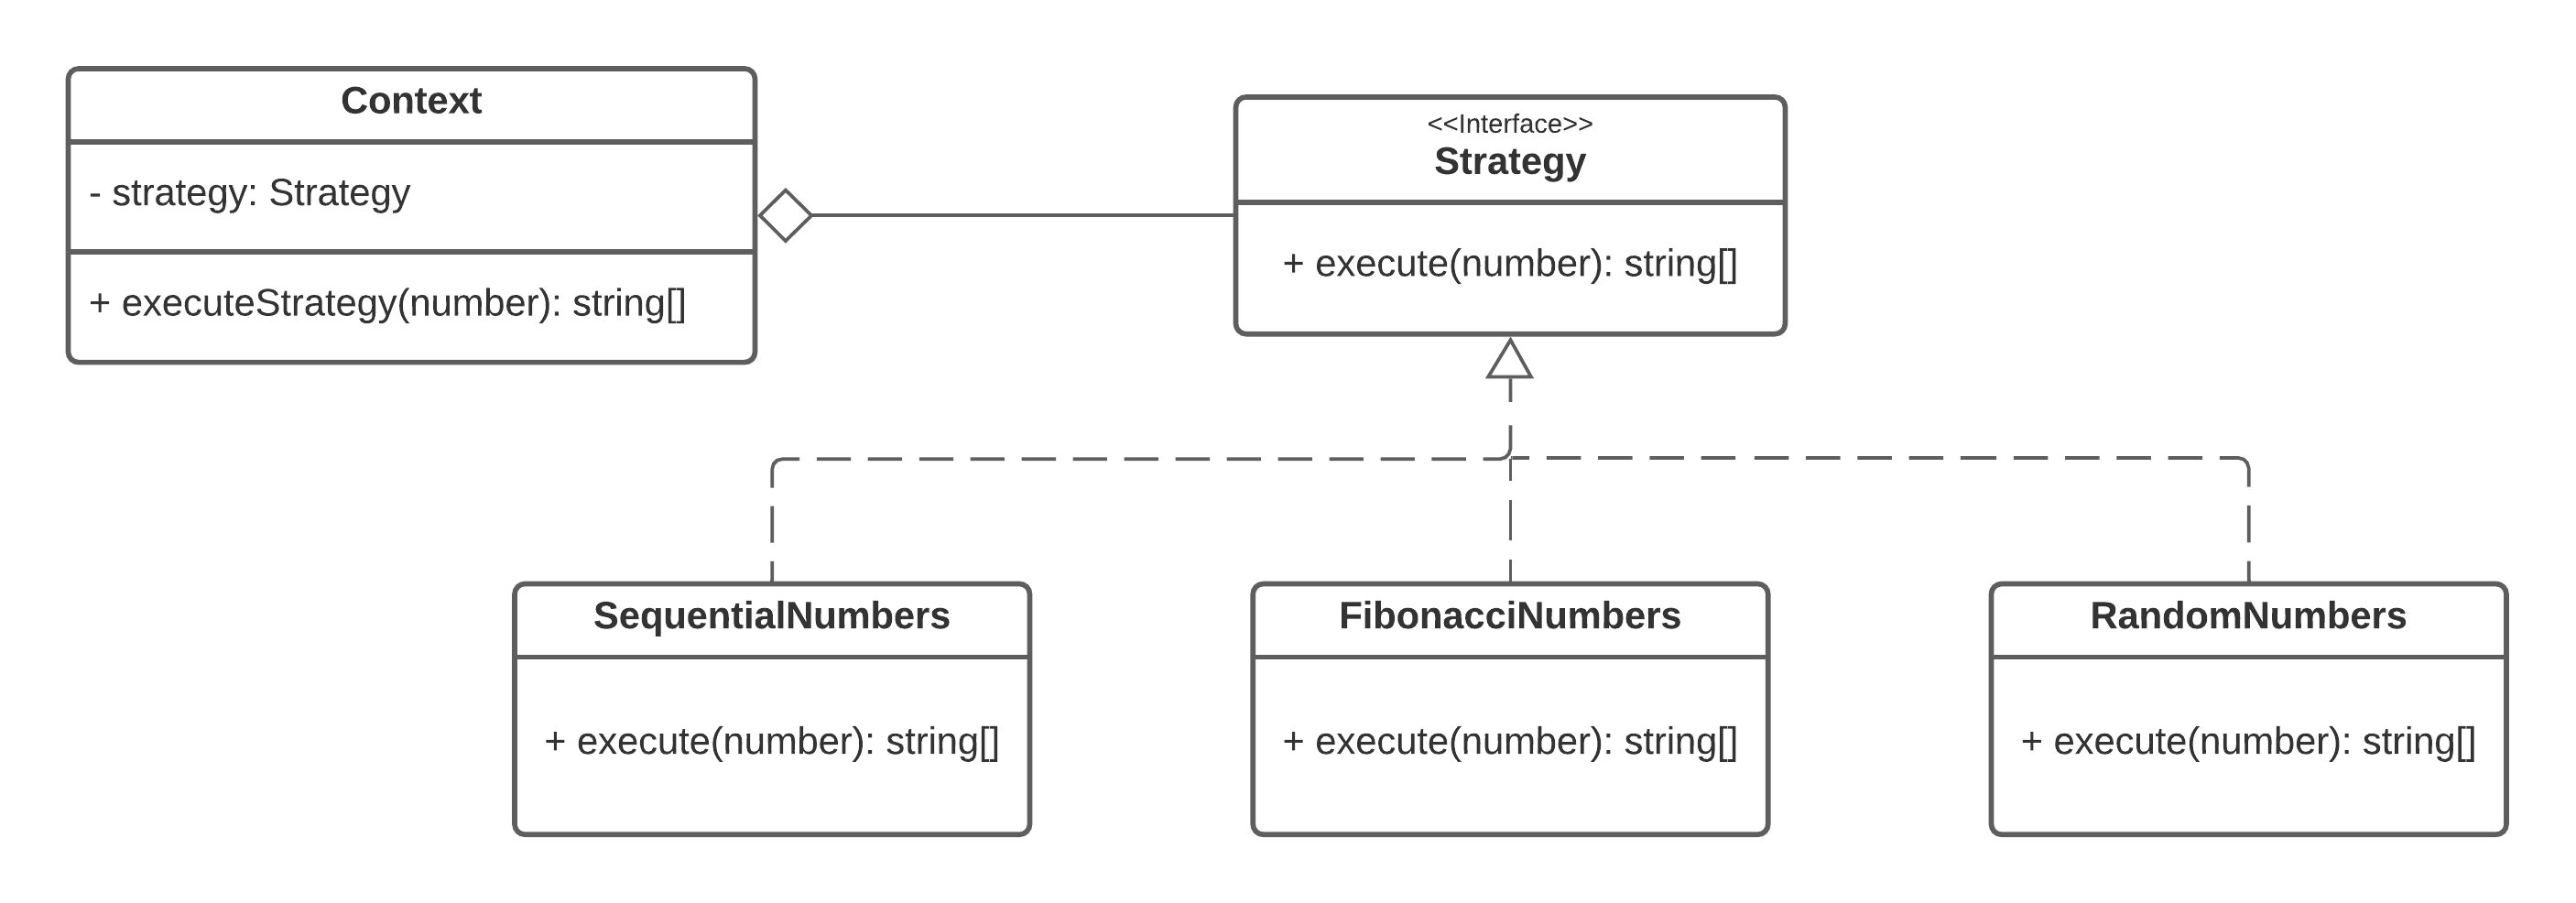 Context
- strategy: Strategy
+ executeStrategy(number): string[]
<<Interface>>
Strategy
+ execute(number): string[]
SequentialNumbers
+ execute(number): string[]
FibonacciNumbers
+ execute(number): string[]
RandomNumbers
+ execute(number): string[]